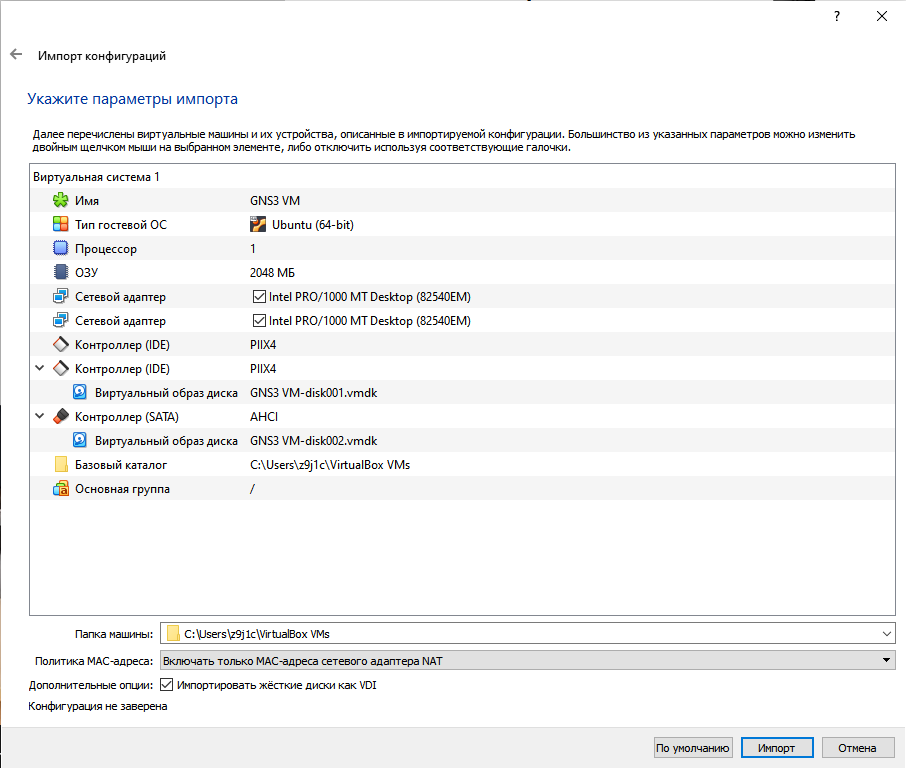 ?
Импорт конфигураций
Укажите параметры импорта
Далее перечислены виртуальные машины и их устройства, описанные в импортируемой конфигурации. Большинство из указанных параметров можно изменить
двойным щелчком мыши на выбранном элементе, либо отключить используя соответствующие галочки.
Виртуальная система 1
Имя GNS3 VM
Тип гостевой ОС Ubuntu (64-bit)
Процессор 1
ОЗУ 2048 МБ
Сетевой адаптер Intel PRO/1000 MT Desktop (82540EM)
Сетевой адаптер Intel PRO/1000 MT Desktop (82540EM)
Контроллер (IDE) PIIX4
Контроллер (IDE) PIIX4
Виртуальный образ диска GNS3 VM-disk001.vmdk
Контроллер (SATA) AHCI
Виртуальный образ диска GNS3 VM-disk002.vmdk
Базовый каталог C:\Users\z9j1c\VirtualBox VMs
Основная группа /
Папка машины: C:\Users\z9j1c\VirtualBox VMs
Политика MAC-адреса: Включать только MAC-адреса сетевого адаптера NAT
Дополнительные опции: Импортировать жёсткие диски как VDI
Конфигурация не заверена
По умолчанию Импорт Отмена